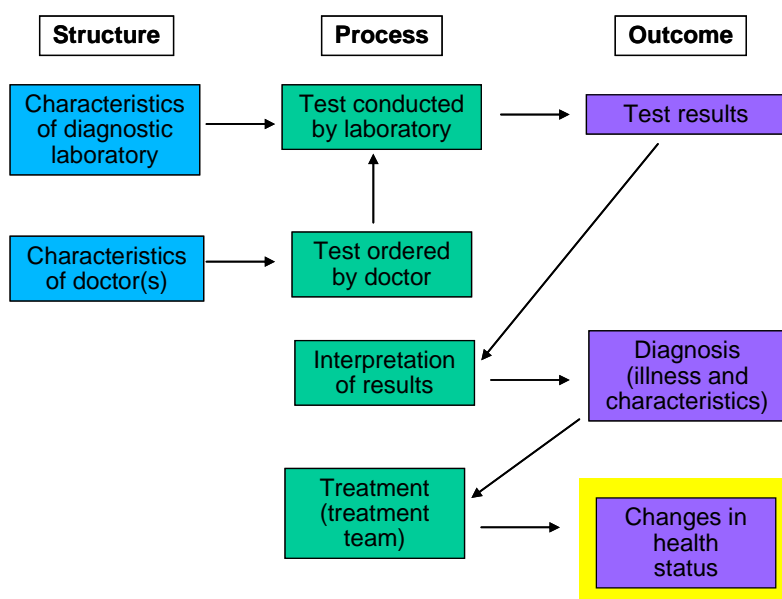 Structure
Process
Outcome
Characteristics
of diagnostic
laboratory
Test conducted
by laboratory
Test results
Characteristics
of doctor(s)
Test ordered
by doctor
Interpretation
of results
Diagnosis
(illness and
characteristics)
Treatment
(treatment
team)
Changes in
health
status